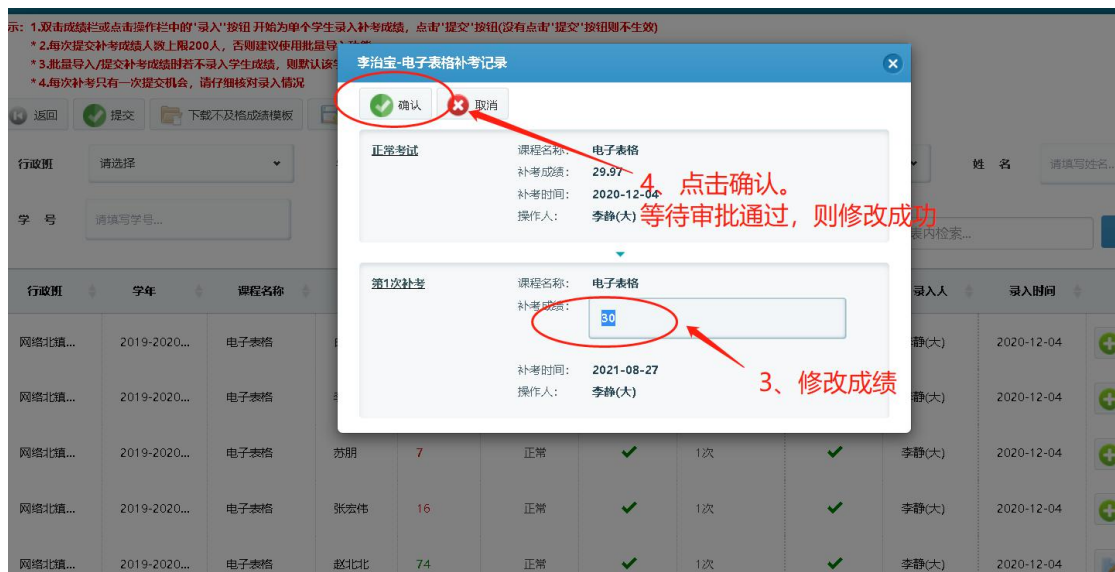 示: 1.双击成绩栏或点击操作栏中的"录入"按钮 开始为单个学生录入补考成绩, 点击"提交"按钮(没有点击"提交"按钮则不生效)
* 2.每次提交补考成绩人数上限200人, 否则建议使用批量导入功能
* 3.批量导入/提交补考成绩时若不录入学生成绩, 则默认该学
* 4.每次补考只有一次提交机会, 请仔细核对录入情况
李治宝-电子表格补考记录
返回 提交 下载不及格成绩模板
确认 取消
行政班 请选择
姓 名 请填写姓名...
学 号 请填写学号...
表内检索...
正常考试 课程名称: 电子表格
补考成绩: 29.97
补考时间: 2020-12-04
操作人: 李静(大)
4、点击确认。
等待审批通过, 则修改成功
第1次补考 课程名称: 电子表格
补考成绩: 30
补考时间: 2021-08-27
操作人: 李静(大)
3、修改成绩
行政班 学年 课程名称 录入人 录入时间
网络北镇... 2019-2020... 电子表格 静(大) 2020-12-04
网络北镇... 2019-2020... 电子表格 静(大) 2020-12-04
网络北镇... 2019-2020... 电子表格 苏朋 7 正常 1次 李静(大) 2020-12-04
网络北镇... 2019-2020... 电子表格 张宏伟 16 正常 1次 李静(大) 2020-12-04
网络北镇... 2019-2020... 电子表格 赵北北 74 正常 1次 李静(大) 2020-12-04